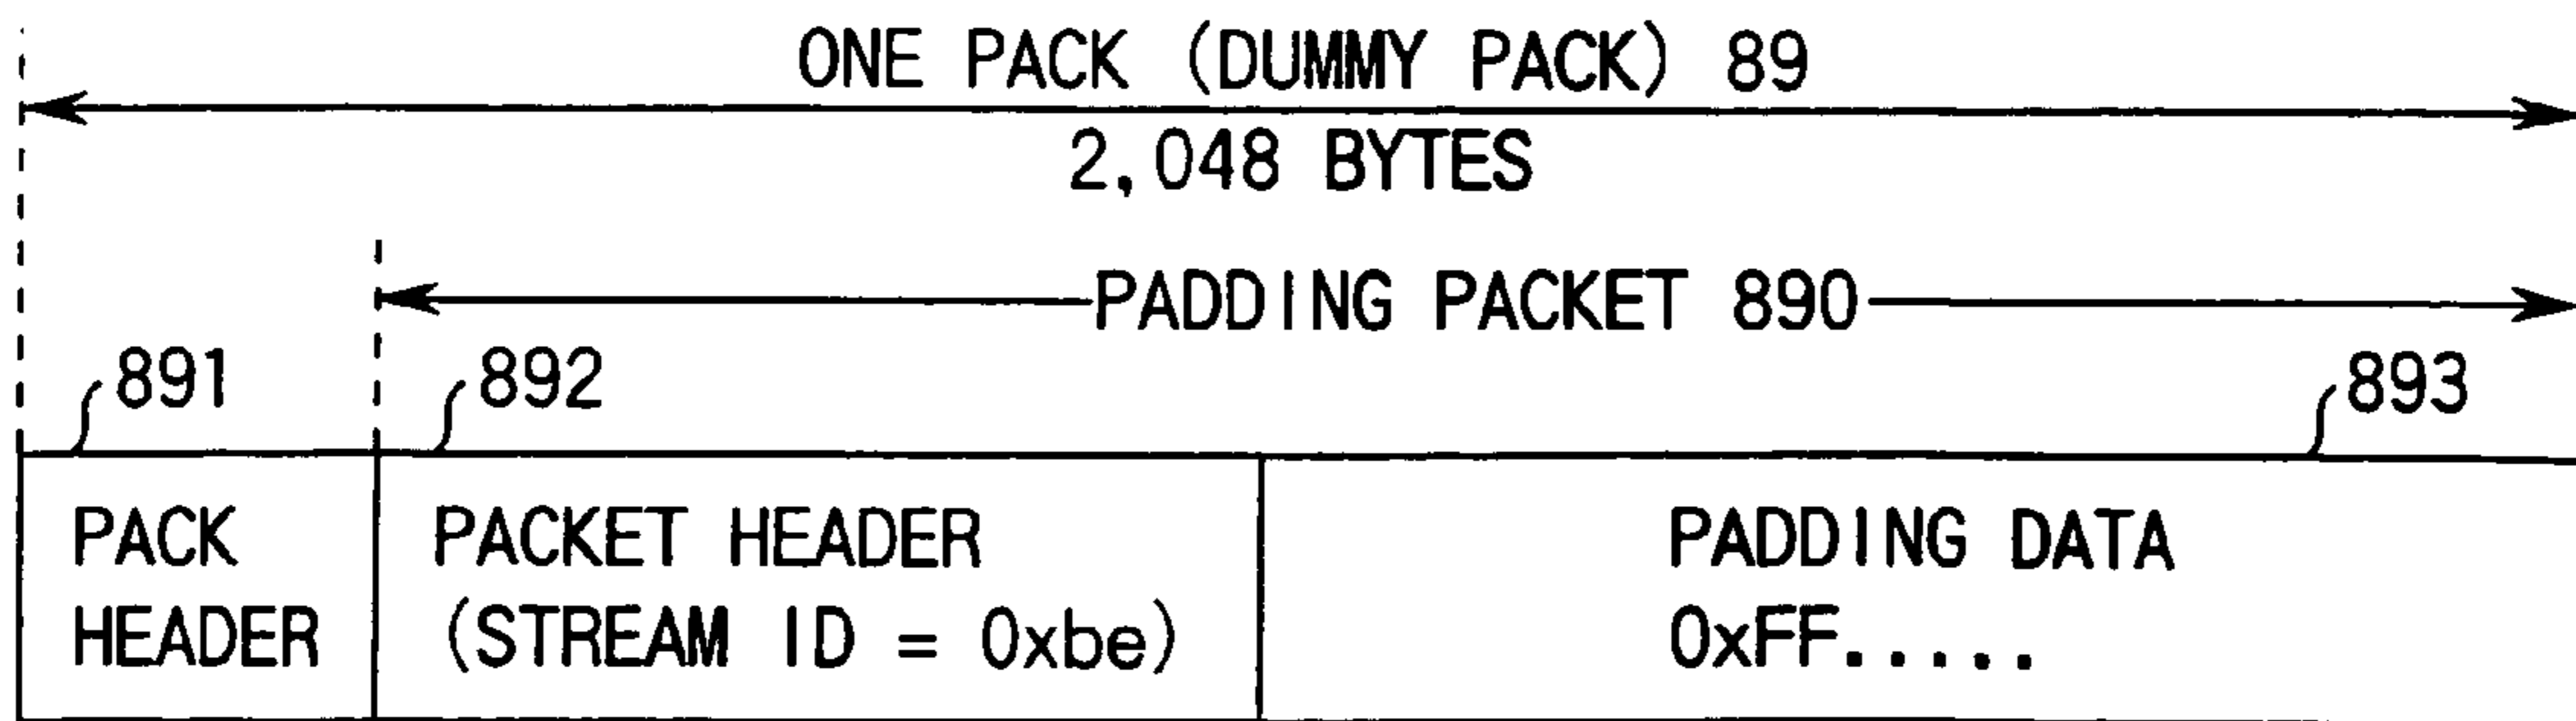 ONE PACK (DUMMY PACK) 89
2,048 BYTES
PADDING PACKET 890
891
892
893
PACK
HEADER
PACKET HEADER
(STREAM ID = 0xbe)
PADDING DATA
0xFF.....